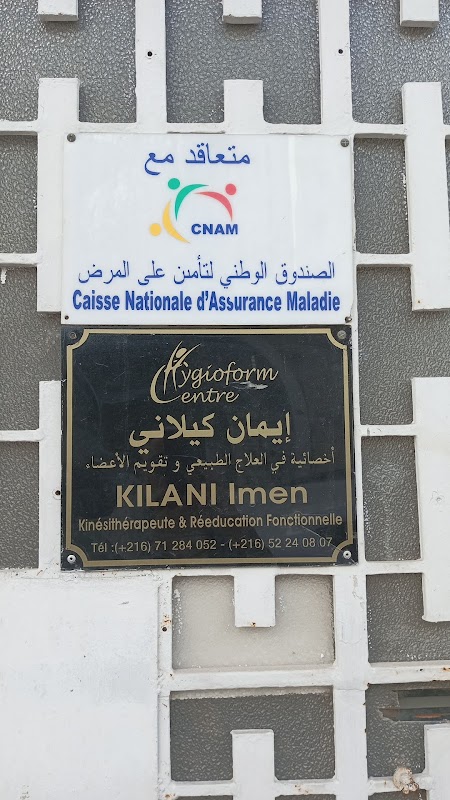 متعاقد مع
CNAM
الصندوق الوطني لتأمين على المرض
Caisse Nationale d'Assurance Maladie
Hygioform
Centre
إيمان كيلاني
أخصائية في العلاج الطبيعي و تقويم الأعضاء
KILANI Imen
Kinésithérapeute & Rééducation Fonctionnelle
Tél :(+216) 71 284 052 - (+216) 52 24 08 07